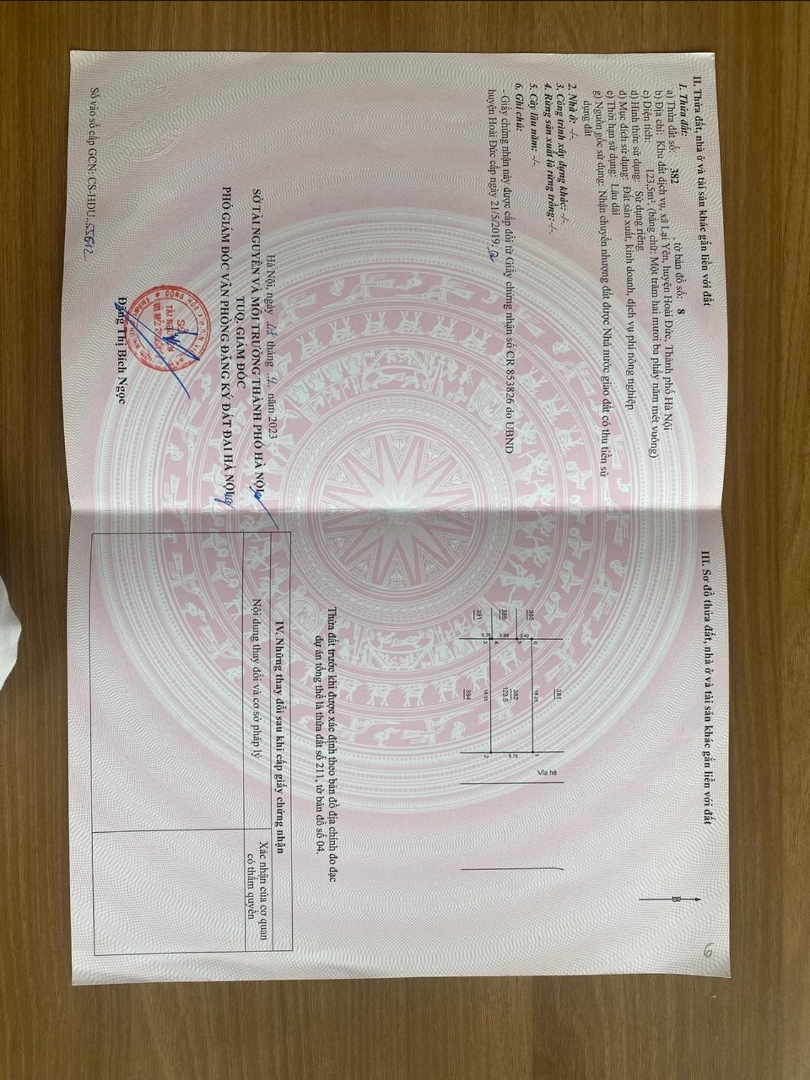 II. Thửa đất, nhà ở và tài sản khác gắn liền với đất
1. Thửa đất:
a) Thửa đất số: 382 , tờ bản đồ số: 8
b) Địa chỉ: Khu đất dịch vụ, xã Lại Yên, huyện Hoài Đức, Thành phố Hà Nội
c) Diện tích: 123,5m², (bằng chữ: Một trăm hai mươi ba phẩy năm mét vuông)
d) Hình thức sử dụng: Sử dụng riêng
đ) Mục đích sử dụng: Đất sản xuất, kinh doanh, dịch vụ phi nông nghiệp
e) Thời hạn sử dụng: Lâu dài
g) Nguồn gốc sử dụng: Nhận chuyển nhượng đất được Nhà nước giao đất có thu tiền sử
dụng đất
2. Nhà ở: -/-
3. Công trình xây dựng khác: -/-
4. Rừng sản xuất là rừng trồng: -/-
5. Cây lâu năm: -/-
6. Ghi chú:
- Giấy chứng nhận này được cấp đổi từ Giấy chứng nhận số CR 853826 do UBND
huyện Hoài Đức cấp ngày 21/5/2019.
Hà Nội, ngày tháng năm 2023
SỞ TÀI NGUYÊN VÀ MÔI TRƯỜNG THÀNH PHỐ HÀ NỘI
TUQ. GIÁM ĐỐC
PHÓ GIÁM ĐỐC VĂN PHÒNG ĐĂNG KÝ ĐẤT ĐAI HÀ NỘI
SỞ
TÀI NGUYÊN
Đặng Thị Bích Ngọc
Số vào sổ cấp GCN: CS-HĐU
III. Sơ đồ thửa đất, nhà ở và tài sản khác gắn liền với đất
B
6
385
381
386
382
123.5
391
394
Vỉa hè
Thửa đất trước khi được xác định theo bản đồ địa chính đo đạc
dự án tổng thể là thửa đất số 211, tờ bản đồ số 04.
IV. Những thay đổi sau khi cấp giấy chứng nhận
Nội dung thay đổi và cơ sở pháp lý
Xác nhận của cơ quan
có thẩm quyền